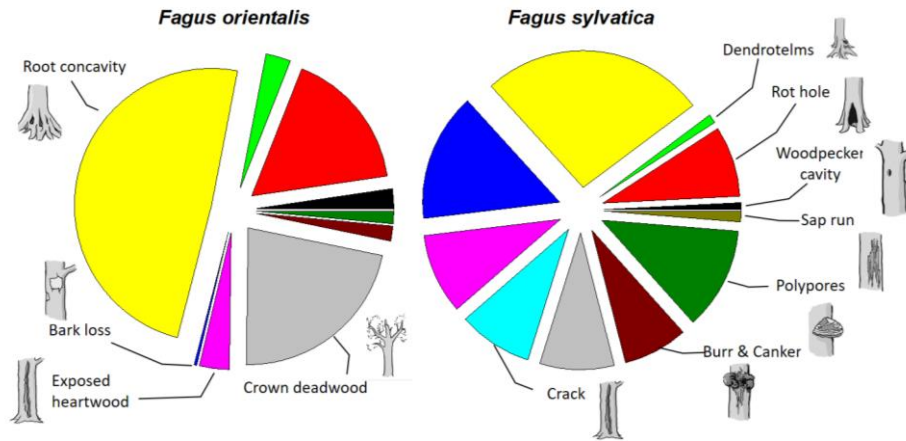 Fagus orientalis
Fagus sylvatica
Root concavity
Bark loss
Exposed
heartwood
Crown deadwood
Dendrotelms
Rot hole
Woodpecker
cavity
Sap run
Polypores
Burr & Canker
Crack